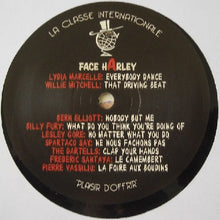 LA CLASSE INTERNATIONALE
FACE HARLEY
LYDIA MARCELLE: EVERYBODY DANCE
WILLIE MITCHELL: THAT DRIVING BEAT
BERN ELLIOTT: NOBODY BUT ME
BILLY FURY: WHAT DO YOU THINK YOU'RE DOING OF
LESLEY GORE: NO MATTER WHAT YOU DO
SPARTACO SAX: NE NOUS FACHONS PAS
THE DARTELLS: CLAP YOUR HANDS
FREDERIC SANTAYA: LE CAMEMBERT
PIERRE VASSILIU: LA FOIRE AUX BOUDINS
PLAISIR D'OFFRIR